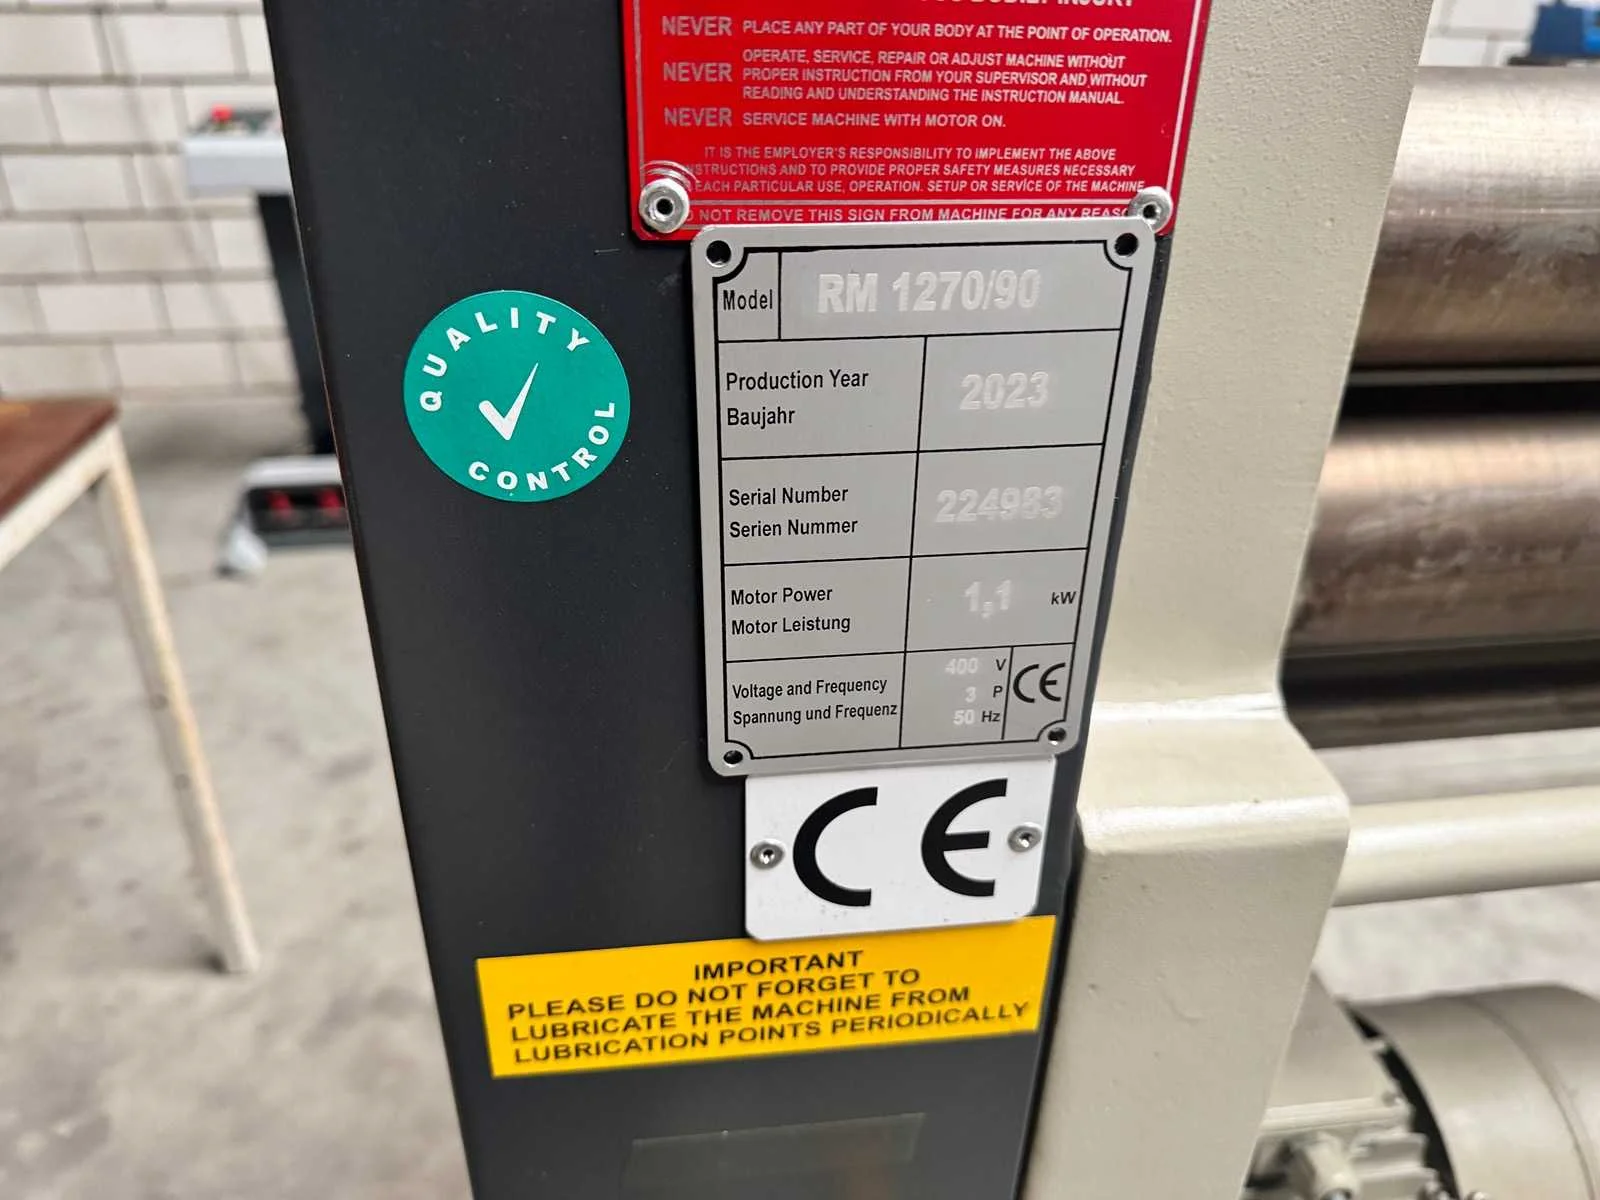 NEVER PLACE ANY PART OF YOUR BODY AT THE POINT OF OPERATION.
NEVER OPERATE, SERVICE, REPAIR OR ADJUST MACHINE WITHOUT
PROPER INSTRUCTION FROM YOUR SUPERVISOR AND WITHOUT
READING AND UNDERSTANDING THE INSTRUCTION MANUAL.
NEVER SERVICE MACHINE WITH MOTOR ON.
IT IS THE EMPLOYER'S RESPONSIBILITY TO IMPLEMENT THE ABOVE
NSTRUCTIONS AND TO PROVIDE PROPER SAFETY MEASURES NECESSARY
EACH PARTICULAR USE, OPERATION. SETUP OR SERVICE OF THE MACHINE
NOT REMOVE THIS SIGN FROM MACHINE FOR ANY REASO
QUALITY
CONTROL
Model RM 1270/90
Production Year 2023
Baujahr
Serial Number 224983
Serien Nummer
Motor Power 1,1 kW
Motor Leistung
Voltage and Frequency
Spannung und Frequenz
400 V
3 P
50 Hz
CE
CE
IMPORTANT
PLEASE DO NOT FORGET TO
LUBRICATE THE MACHINE FROM
LUBRICATION POINTS PERIODICALLY